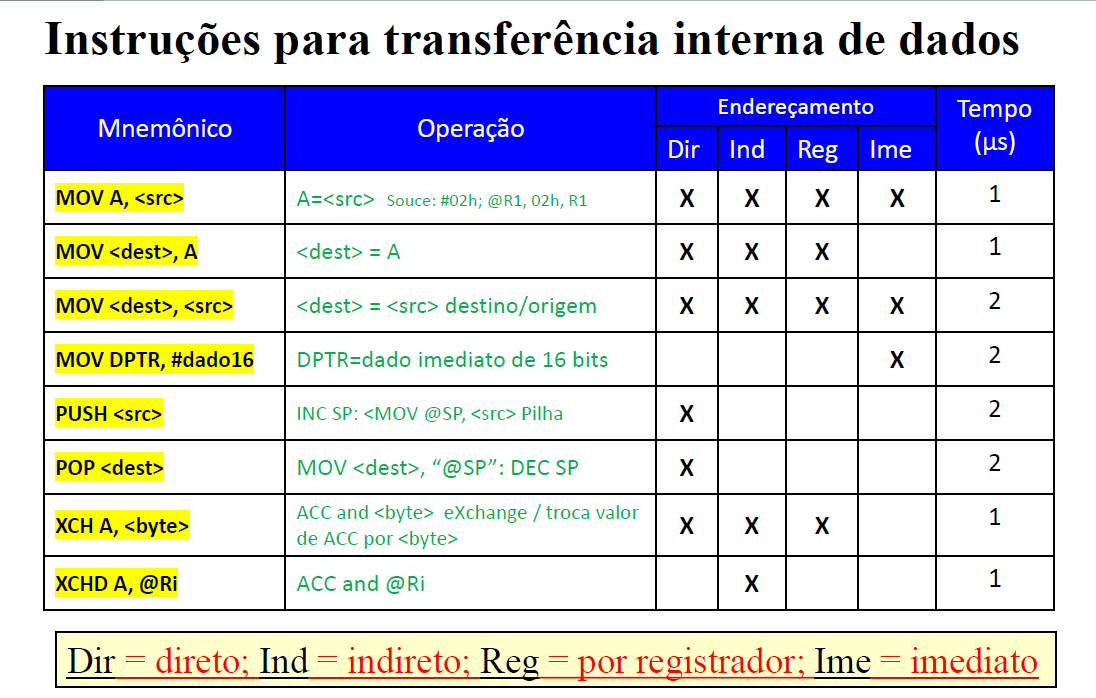 Instruções para transferência interna de dados
Mnemônico Operação Endereçamento Tempo (µs)
Dir Ind Reg Ime
MOV A, <src> A=<src> Souce: #02h; @R1, 02h, R1 X X X X 1
MOV <dest>, A <dest> = A X X X 1
MOV <dest>, <src> <dest> = <src> destino/origem X X X X 2
MOV DPTR, #dado16 DPTR=dado imediato de 16 bits X 2
PUSH <src> INC SP: <MOV @SP, <src> Pilha X 2
POP <dest> MOV <dest>, “@SP”: DEC SP X 2
XCH A, <byte> ACC and <byte> eXchange / troca valor
de ACC por <byte> X X X 1
XCHD A, @Ri ACC and @Ri X 1
Dir = direto; Ind = indireto; Reg = por registrador; Ime = imediato